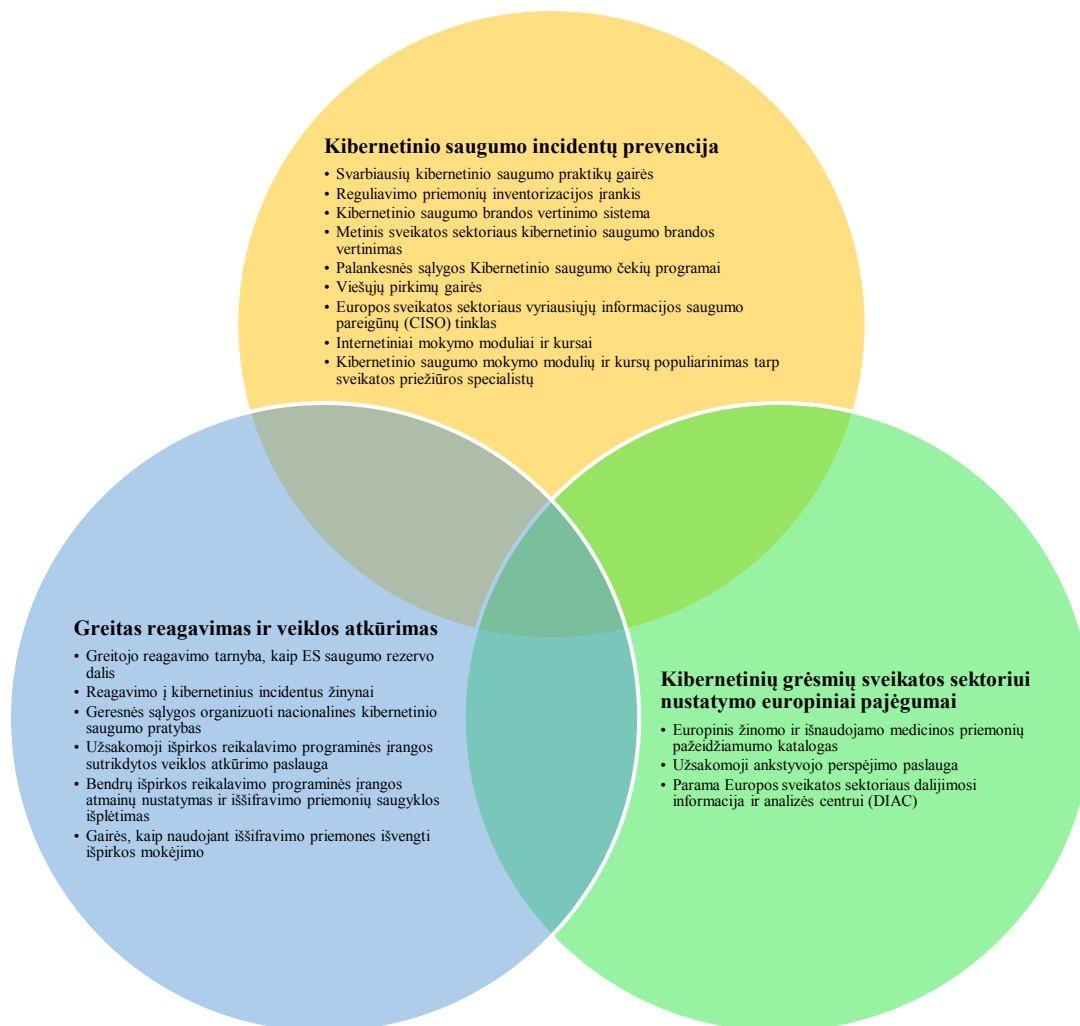 Kibernetinio saugumo incidentų prevencija
• Svarbiausių kibernetinio saugumo praktikų gairės
• Reguliavimo priemonių inventorizacijos įrankis
• Kibernetinio saugumo brandos vertinimo sistema
• Metinis sveikatos sektoriaus kibernetinio saugumo brandos
vertinimas
• Palankesnės sąlygos Kibernetinio saugumo čekių programai
• Viešųjų pirkimų gairės
• Europos sveikatos sektoriaus vyriausiųjų informacijos saugumo
pareigūnų (CISO) tinklas
• Internetiniai mokymo moduliai ir kursai
• Kibernetinio saugumo mokymo modulių ir kursų populiarinimas tarp
sveikatos priežiūros specialistų
Greitas reagavimas ir veiklos atkūrimas
• Greitojo reagavimo tarnyba, kaip ES saugumo rezervo
dalis
• Reagavimo į kibernetinius incidentus žinynai
• Geresnės sąlygos organizuoti nacionalines kibernetinio
saugumo pratybas
• Užsakomoji išpirkos reikalavimo programinės įrangos
sutrikdytos veiklos atkūrimo paslauga
• Bendrų išpirkos reikalavimo programinės įrangos
atmainų nustatymas ir iššifravimo priemonių saugyklos
išplėtimas
• Gairės, kaip naudojant iššifravimo priemones išvengti
išpirkos mokėjimo
Kibernetinių grėsmių sveikatos sektoriui
nustatymo europiniai pajėgumai
• Europinis žinomo ir išnaudojamo medicinos priemonių
pažeidžiamumo katalogas
• Užsakomoji ankstyvojo perspėjimo paslauga
• Parama Europos sveikatos sektoriaus dalijimosi
informacija ir analizės centrui (DIAC)